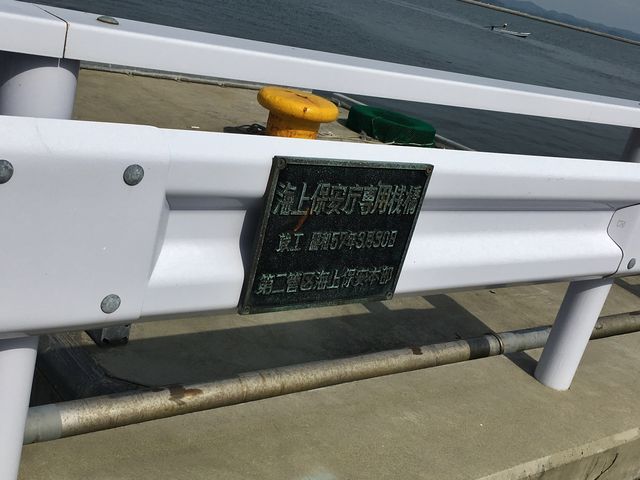 海上保安庁専用桟橋
竣工 昭和57年3月30日
第二管区海上保安本部